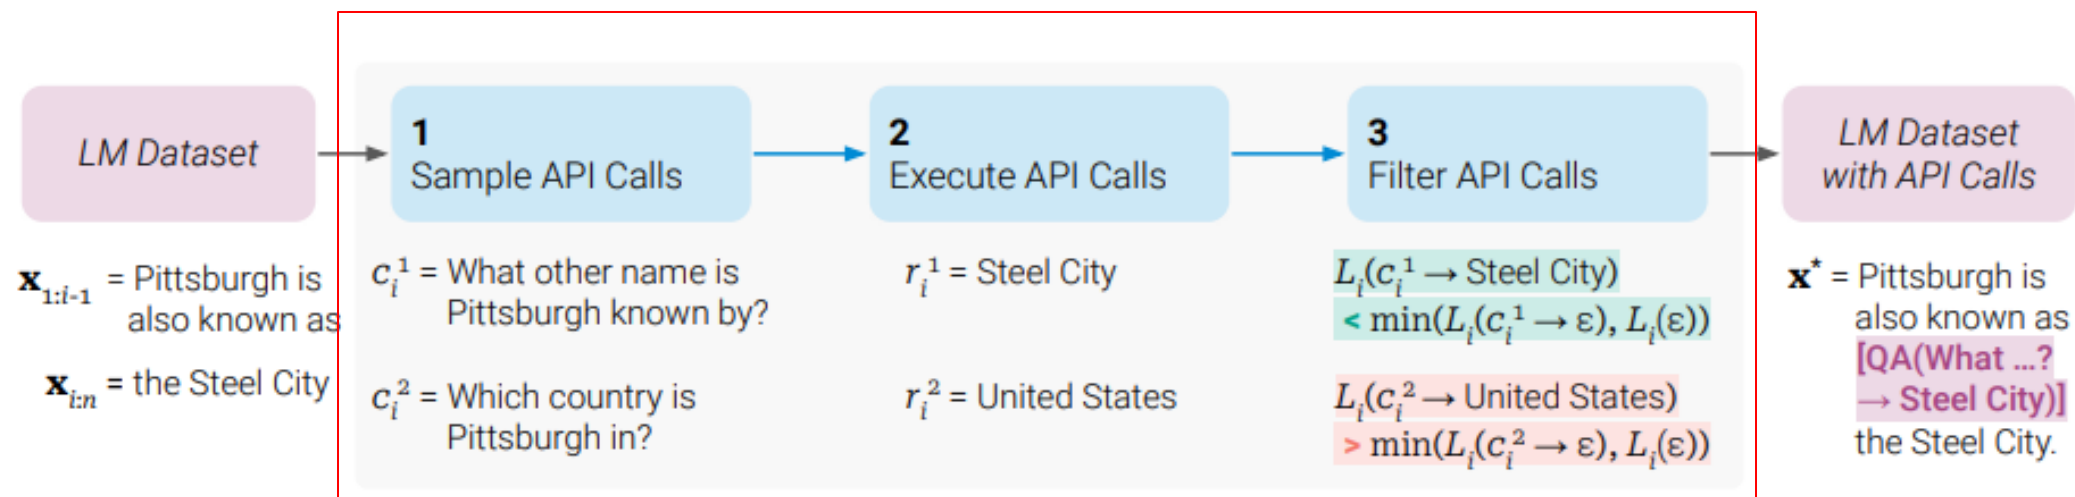 LM Dataset
1
Sample API Calls
2
Execute API Calls
3
Filter API Calls
LM Dataset
with API Calls
x1:i-1 = Pittsburgh is
also known as
xi:n = the Steel City
ci1 = What other name is
Pittsburgh known by?
ci2 = Which country is
Pittsburgh in?
ri1 = Steel City
ri2 = United States
Li(ci1 → Steel City)
< min(Li(ci1 → ε), Li(ε))
Li(ci2 → United States)
> min(Li(ci2 → ε), Li(ε))
x* = Pittsburgh is
also known as
[QA(What ...?
→ Steel City)]
the Steel City.